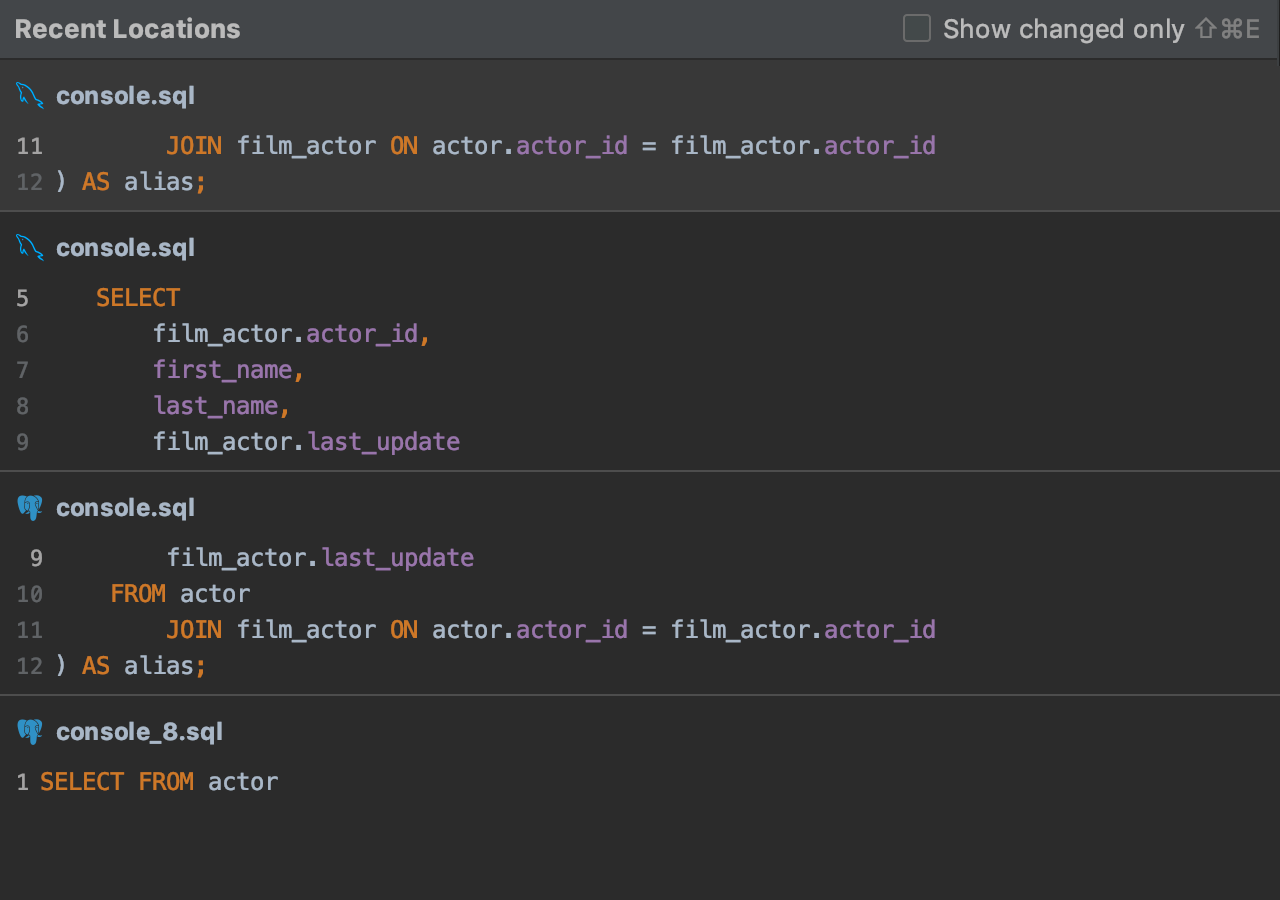 Recent Locations Show changed only ⇧⌘E
console.sql
11 JOIN film_actor ON actor.actor_id = film_actor.actor_id
12 ) AS alias;
console.sql
5 SELECT
6 film_actor.actor_id,
7 first_name,
8 last_name,
9 film_actor.last_update
console.sql
9 film_actor.last_update
10 FROM actor
11 JOIN film_actor ON actor.actor_id = film_actor.actor_id
12 ) AS alias;
console_8.sql
1 SELECT FROM actor